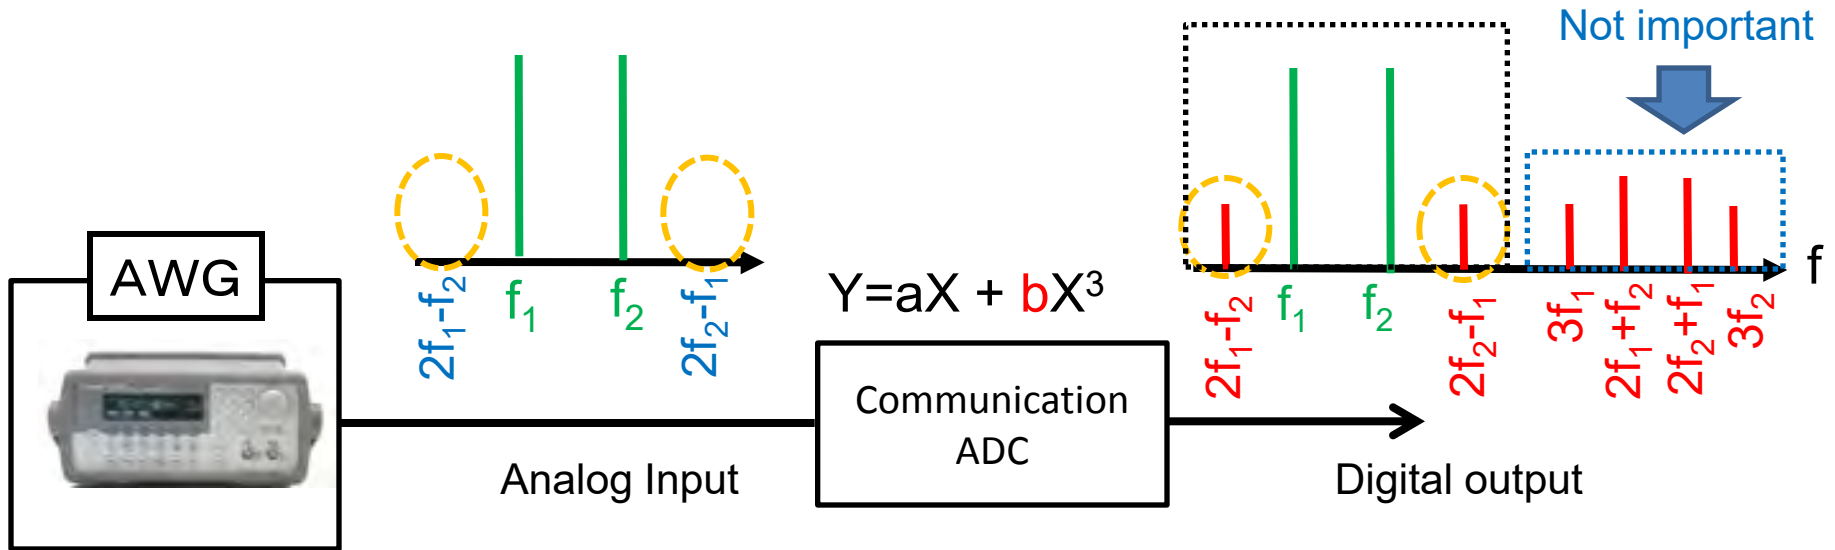 Not important
AWG
2f₁-f₂
f₁
f₂
2f₂-f₁
Y=aX + bX³
2f₁-f₂
f₁
f₂
2f₂-f₁
3f₁
2f₁+f₂
2f₂+f₁
3f₂
f
Communication
ADC
Analog Input
Digital output